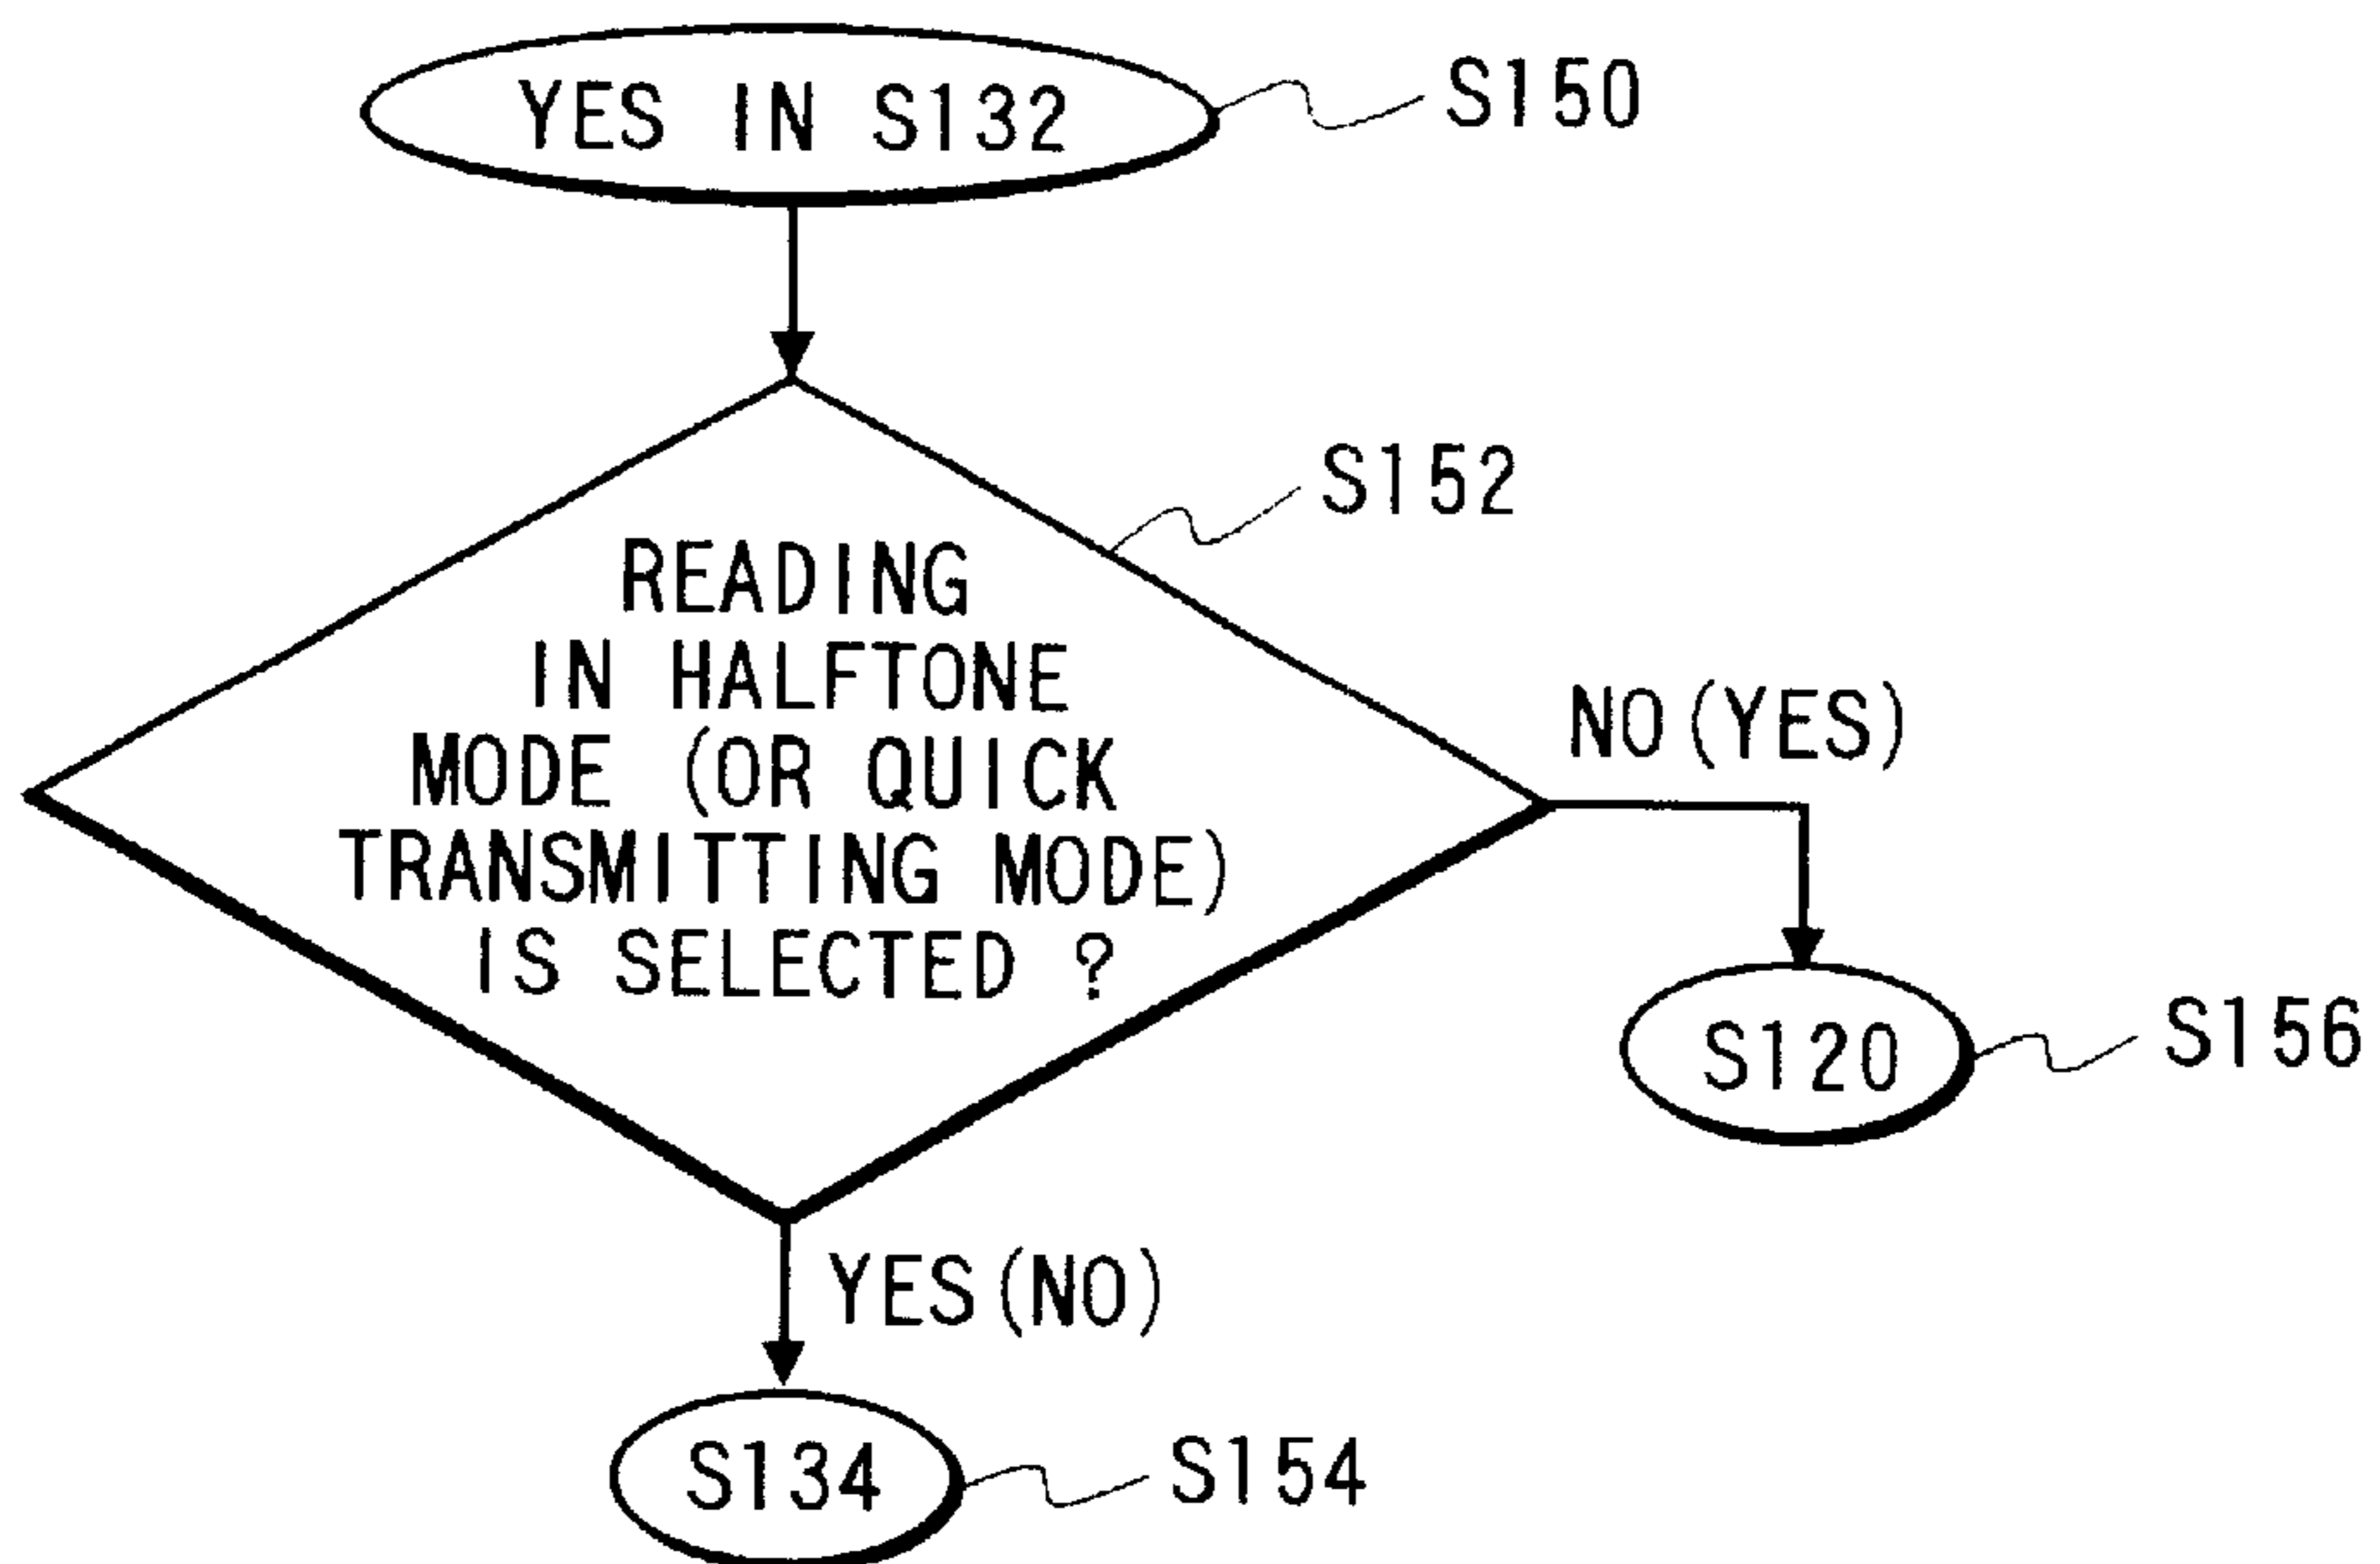 YES IN S132
S150
S152
READING
IN HALFTONE
MODE (OR QUICK
TRANSMITTING MODE)
IS SELECTED ?
NO (YES)
S120
S156
YES (NO)
S134
S154